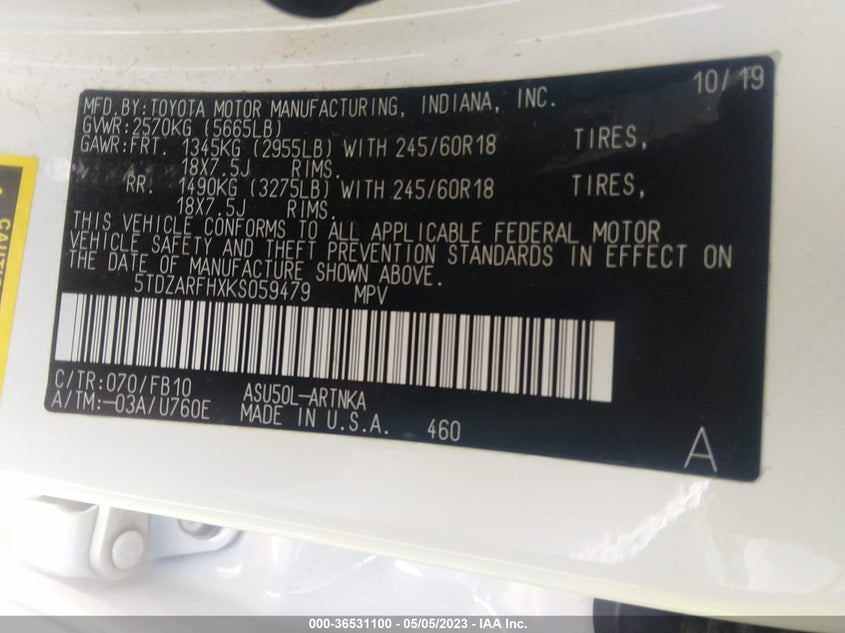 10/19
MFD.BY:TOYOTA MOTOR MANUFACTURING, INDIANA, INC.
GVWR:2570KG (5665LB)
GAWR:FRT. 1345KG (2955LB) WITH 245/60R18 TIRES,
18X7.5J RIMS.
RR. 1490KG (3275LB) WITH 245/60R18 TIRES,
18X7.5J RIMS.
THIS VEHICLE CONFORMS TO ALL APPLICABLE FEDERAL MOTOR
VEHICLE SAFETY AND THEFT PREVENTION STANDARDS IN EFFECT ON
THE DATE OF MANUFACTURE SHOWN ABOVE.
5TDZARFHXKS059479 MPV
C/TR:070/FB10 ASU50L-ARTNKA
A/TM:-03A/U760E MADE IN U.S.A. 460
A
000-36531100 - 05/05/2023 - IAA Inc.